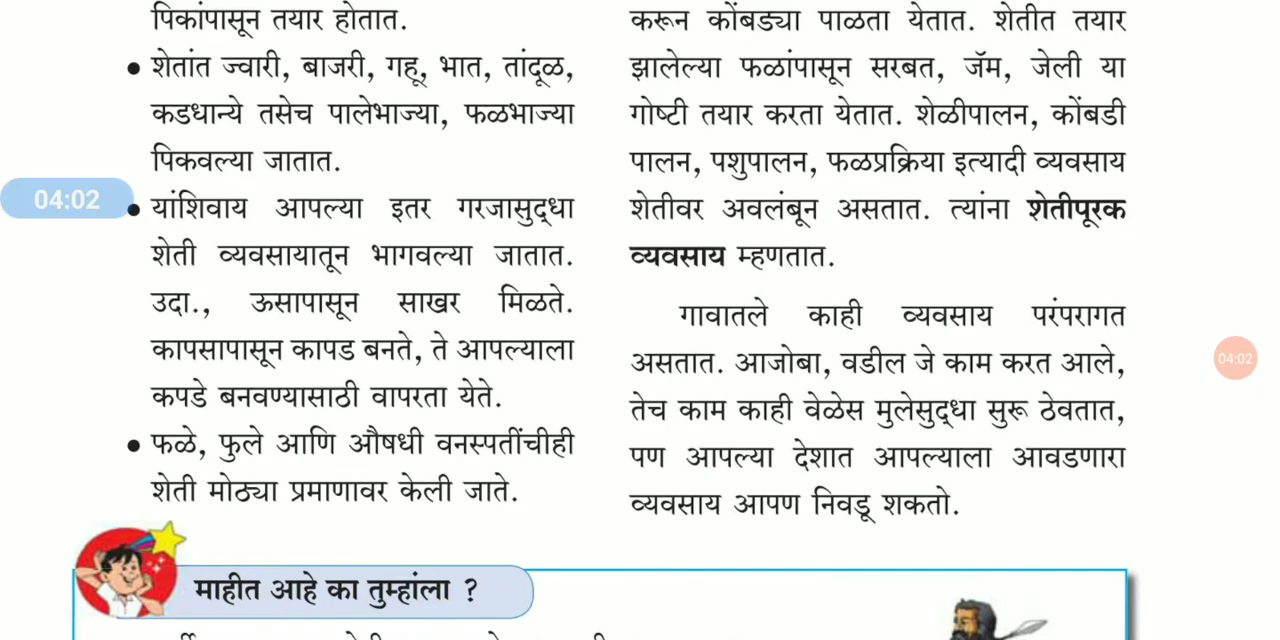 पिकांपासून तयार होतात.
• शेतांत ज्वारी, बाजरी, गहू, भात, तांदूळ,
कडधान्ये तसेच पालेभाज्या, फळभाज्या
पिकवल्या जातात.
04:02
• यांशिवाय आपल्या इतर गरजासुद्धा
शेती व्यवसायातून भागवल्या जातात.
उदा., ऊसापासून साखर मिळते.
कापसापासून कापड बनते, ते आपल्याला
कपडे बनवण्यासाठी वापरता येते.
• फळे, फुले आणि औषधी वनस्पतींचीही
शेती मोठ्या प्रमाणावर केली जाते.
करून कोंबड्या पाळता येतात. शेतीत तयार
झालेल्या फळांपासून सरबत, जॅम, जेली या
गोष्टी तयार करता येतात. शेळीपालन, कोंबडी
पालन, पशुपालन, फळप्रक्रिया इत्यादी व्यवसाय
शेतीवर अवलंबून असतात. त्यांना शेतीपूरक
व्यवसाय म्हणतात.
गावातले काही व्यवसाय परंपरागत
असतात. आजोबा, वडील जे काम करत आले,
तेच काम काही वेळेस मुलेसुद्धा सुरू ठेवतात,
पण आपल्या देशात आपल्याला आवडणारा
व्यवसाय आपण निवडू शकतो.
04:02
माहीत आहे का तुम्हांला ?